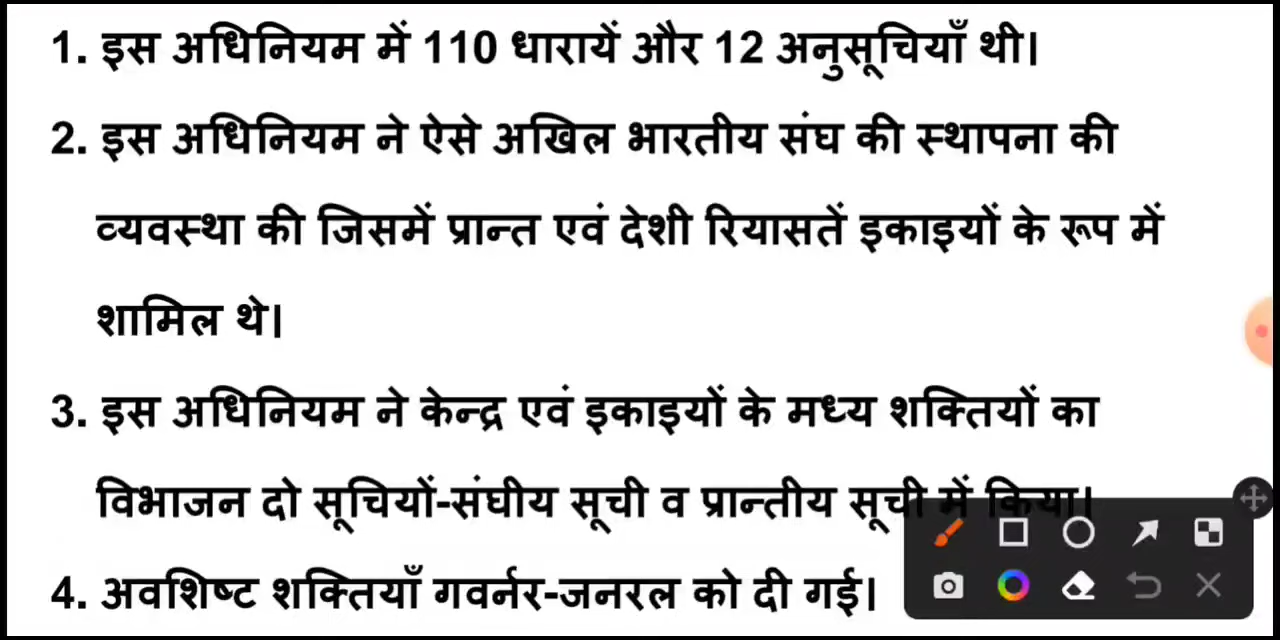 1. इस अधिनियम में 110 धारायें और 12 अनुसूचियाँ थी।
2. इस अधिनियम ने ऐसे अखिल भारतीय संघ की स्थापना की
व्यवस्था की जिसमें प्रान्त एवं देशी रियासतें इकाइयों के रूप में
शामिल थे।
3. इस अधिनियम ने केन्द्र एवं इकाइयों के मध्य शक्तियों का
विभाजन दो सूचियों-संघीय सूची व प्रान्तीय सूची में किया।
4. अवशिष्ट शक्तियाँ गवर्नर-जनरल को दी गई।